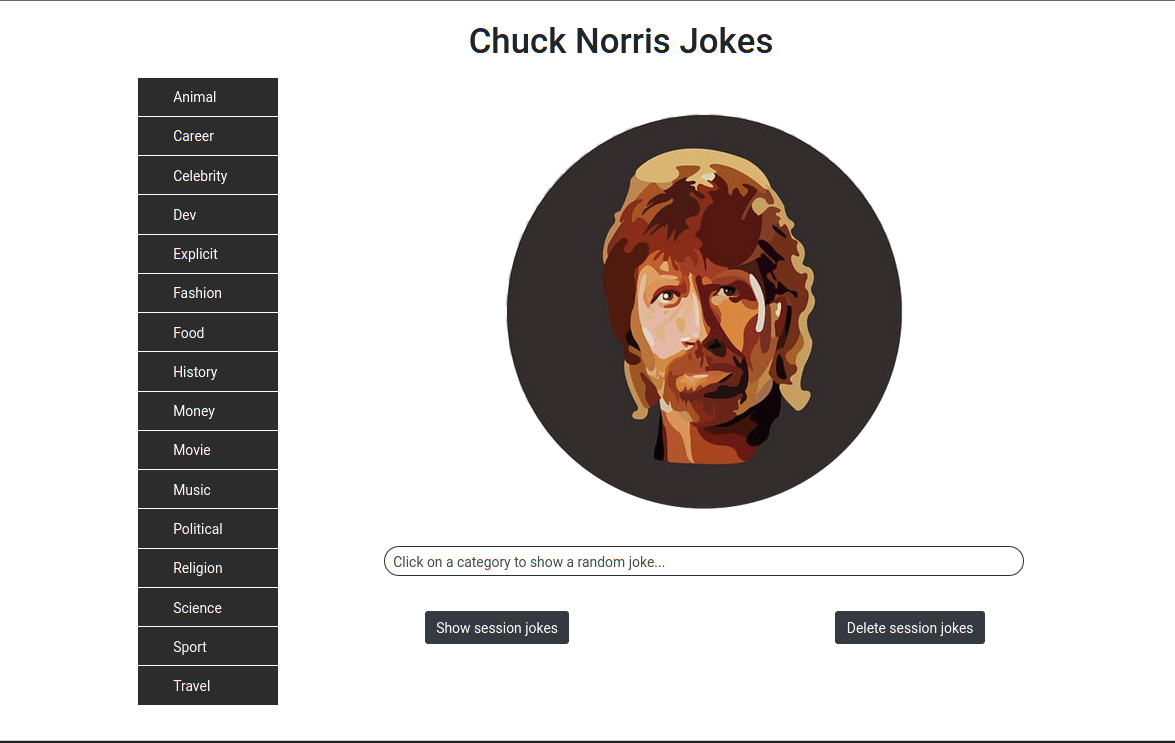 Chuck Norris Jokes
Animal
Career
Celebrity
Dev
Explicit
Fashion
Food
History
Money
Movie
Music
Political
Religion
Science
Sport
Travel
Click on a category to show a random joke...
Show session jokes
Delete session jokes